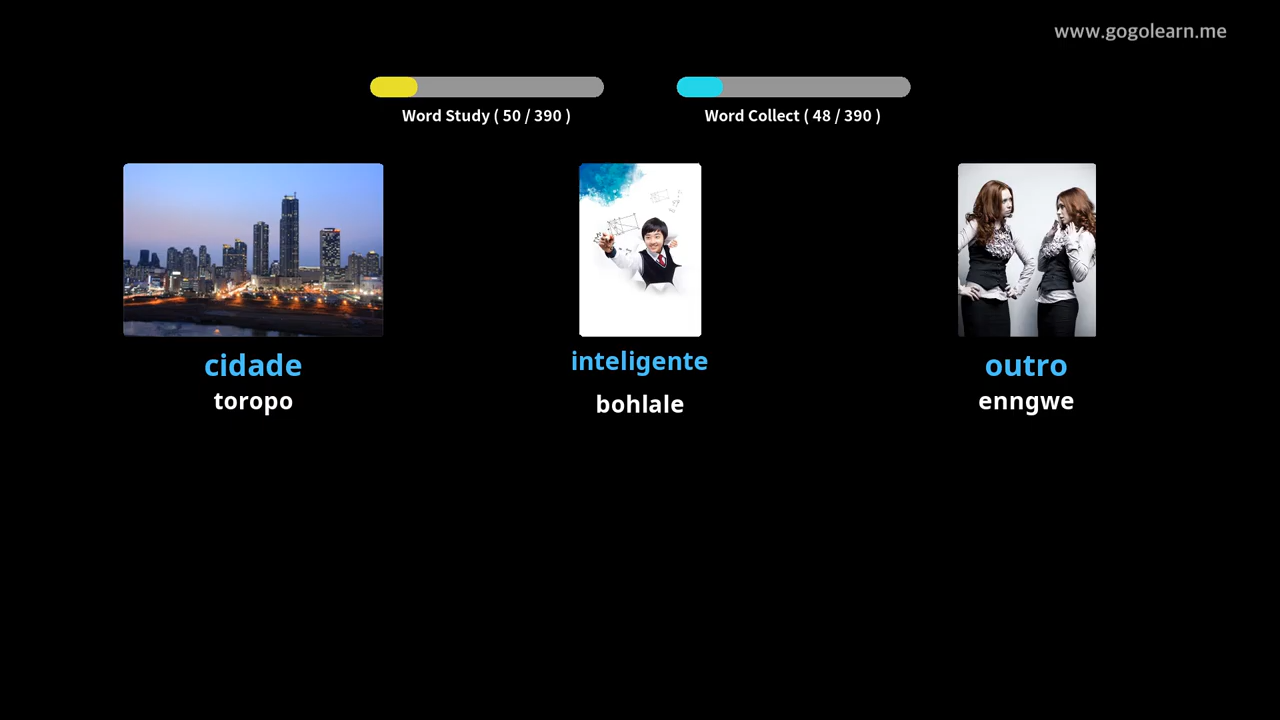 www.gogolearn.me
Word Study ( 50 / 390 )
Word Collect ( 48 / 390 )
cidade
toropo
inteligente
bohlale
outro
enngwe